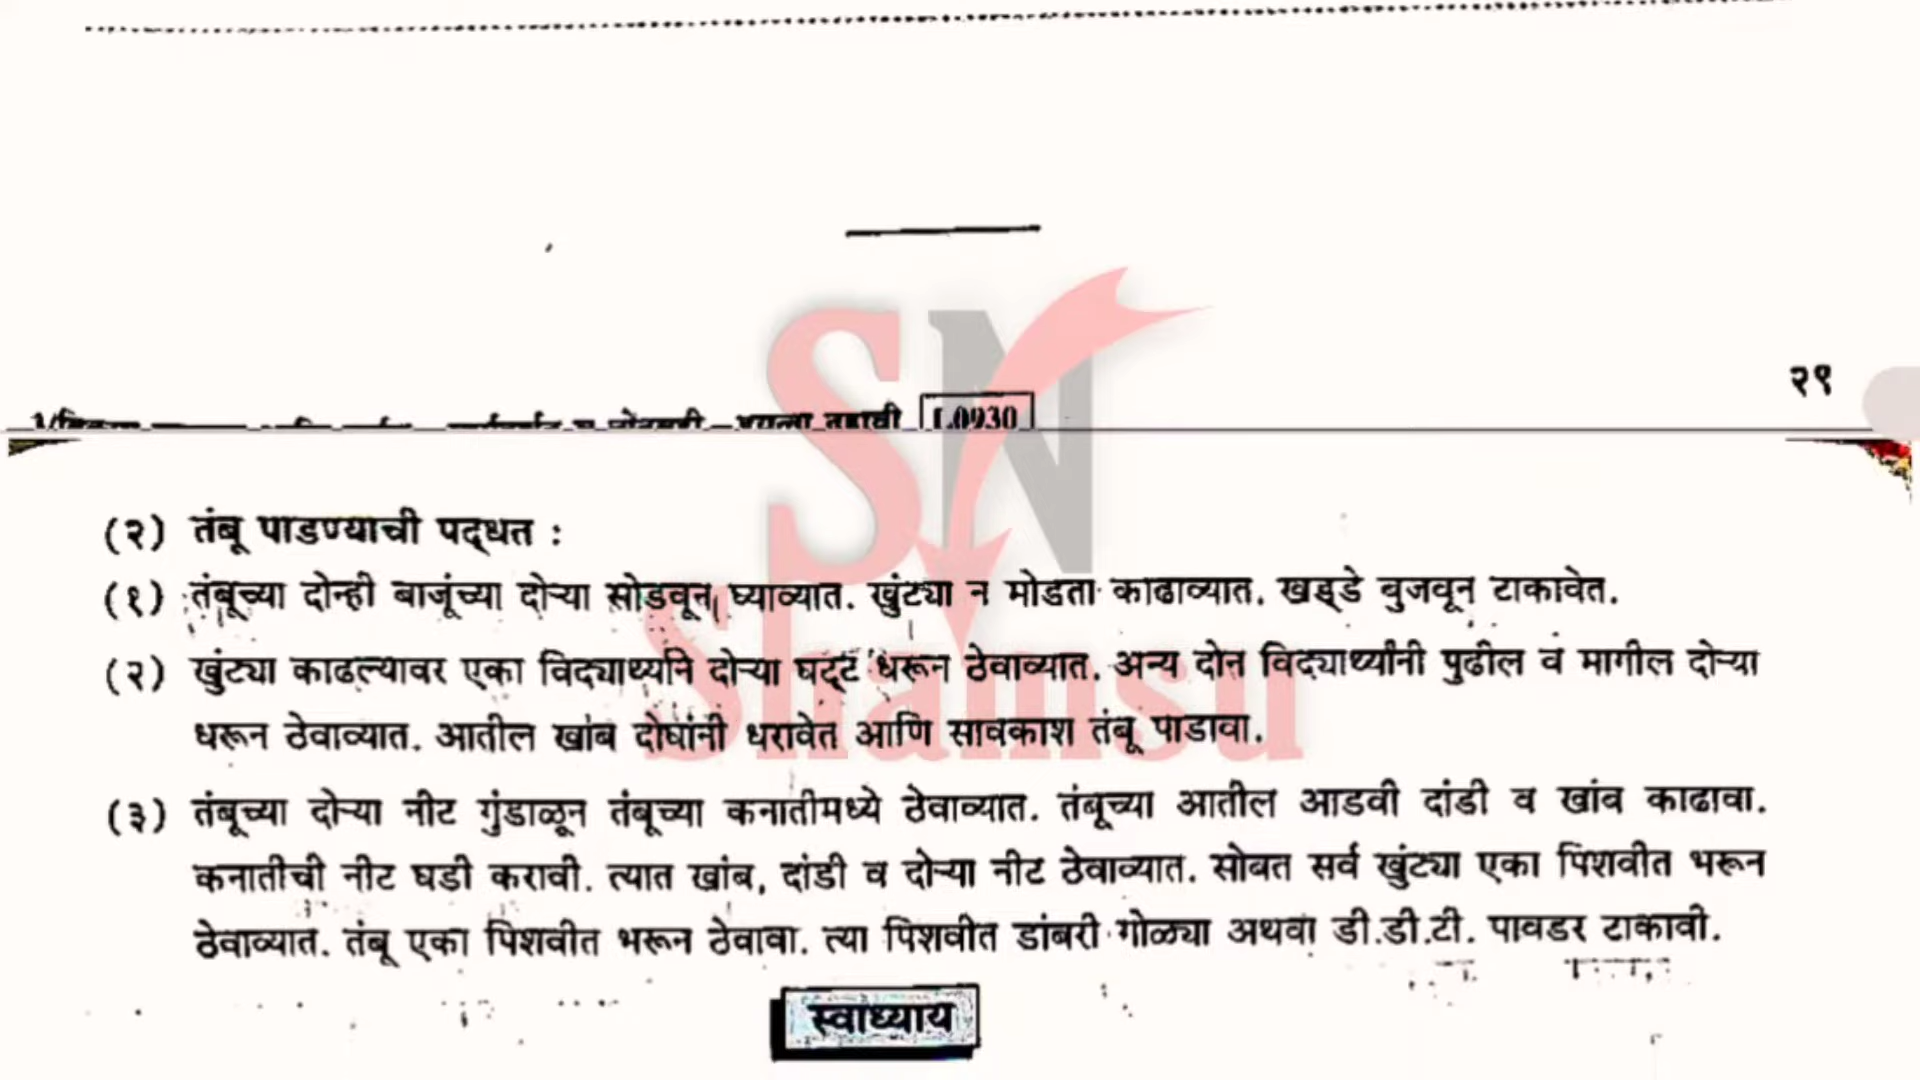 २९
L0930
(२) तंबू पाडण्याची पद्धत :
(१) तंबूच्या दोन्ही बाजूंच्या दोऱ्या सोडवून घ्याव्यात. खुंट्या न मोडता काढाव्यात. खड्डे बुजवून टाकावेत.
(२) खुंट्या काढल्यावर एका विद्यार्थ्याने दोऱ्या घट्ट धरून ठेवाव्यात. अन्य दोन विद्यार्थ्यांनी पुढील व मागील दोऱ्या
धरून ठेवाव्यात. आतील खांब दोघांनी धरावेत आणि सावकाश तंबू पाडावा.
(३) तंबूच्या दोऱ्या नीट गुंडाळून तंबूच्या कनातीमध्ये ठेवाव्यात. तंबूच्या आतील आडवी दांडी व खांब काढावा.
कनातीची नीट घडी करावी. त्यात खांब, दांडी व दोऱ्या नीट ठेवाव्यात. सोबत सर्व खुंट्या एका पिशवीत भरून
ठेवाव्यात. तंबू एका पिशवीत भरून ठेवावा. त्या पिशवीत डांबरी गोळ्या अथवा डी.डी.टी. पावडर टाकावी.
स्वाध्याय
SN
Shamsu